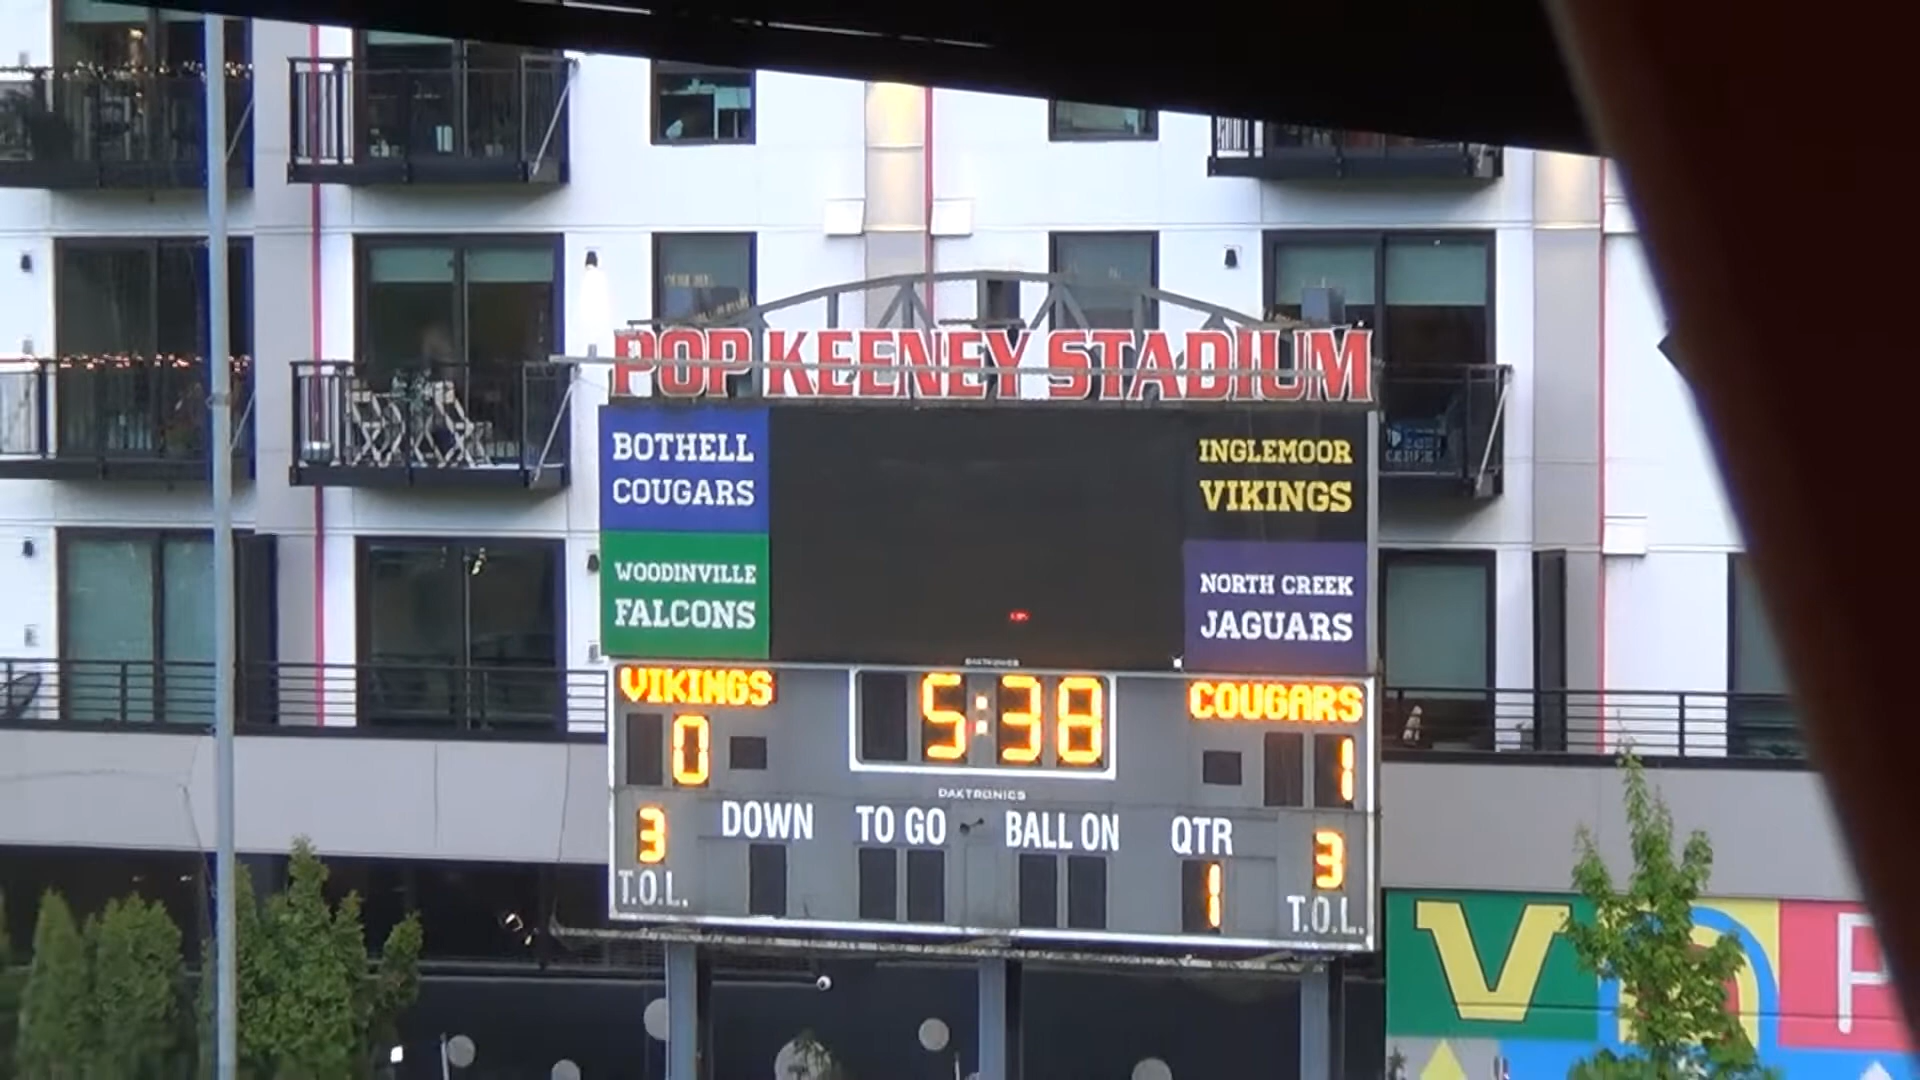 POP KEENEY STADIUM
BOTHELL
COUGARS
INGLEMOOR
VIKINGS
WOODINVILLE
FALCONS
NORTH CREEK
JAGUARS
DAKTRONICS
VIKINGS
5:38
COUGARS
0
1
DAKTRONICS
3
DOWN
TO GO
BALL ON
QTR
3
T.O.L.
1
T.O.L.
V
P